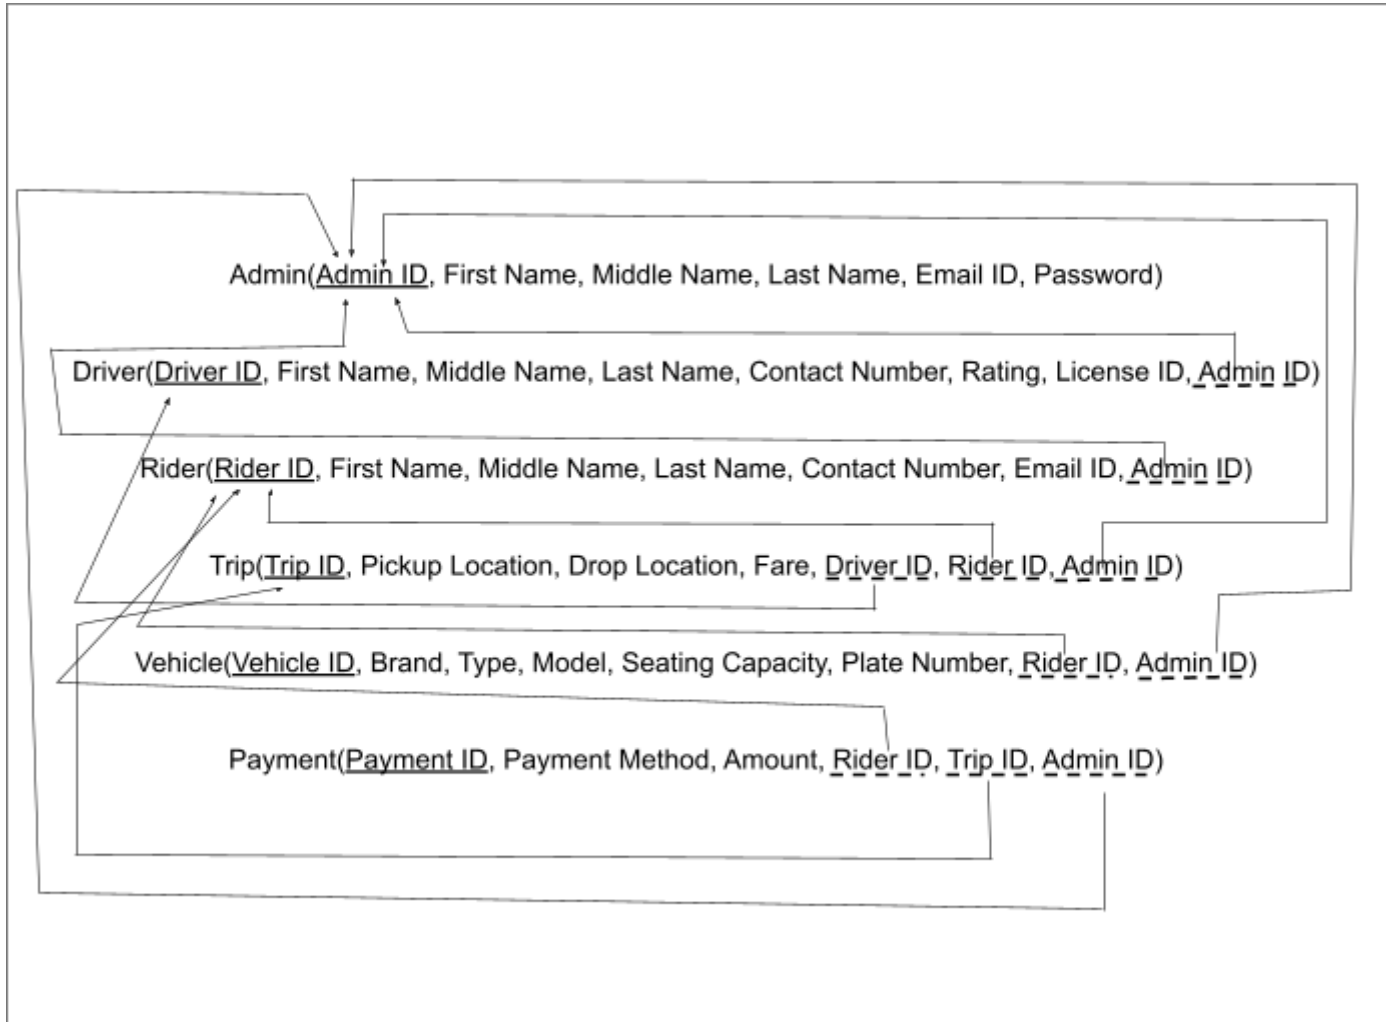 Admin(Admin ID, First Name, Middle Name, Last Name, Email ID, Password)
Driver(Driver ID, First Name, Middle Name, Last Name, Contact Number, Rating, License ID, Admin ID)
Rider(Rider ID, First Name, Middle Name, Last Name, Contact Number, Email ID, Admin ID)
Trip(Trip ID, Pickup Location, Drop Location, Fare, Driver ID, Rider ID, Admin ID)
Vehicle(Vehicle ID, Brand, Type, Model, Seating Capacity, Plate Number, Rider ID, Admin ID)
Payment(Payment ID, Payment Method, Amount, Rider ID, Trip ID, Admin ID)